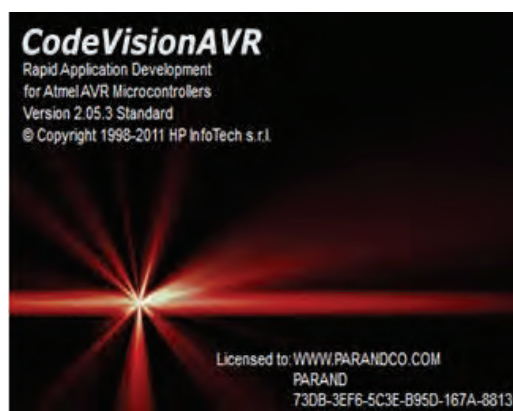 CodeVisionAVR
Rapid Application Development
for Atmel AVR Microcontrollers
Version 2.05.3 Standard
© Copyright 1998-2011 HP InfoTech s.r.l.
Licensed to: WWW.PARANDCO.COM
PARAND
73DB-3EF6-5C3E-B95D-167A-8813